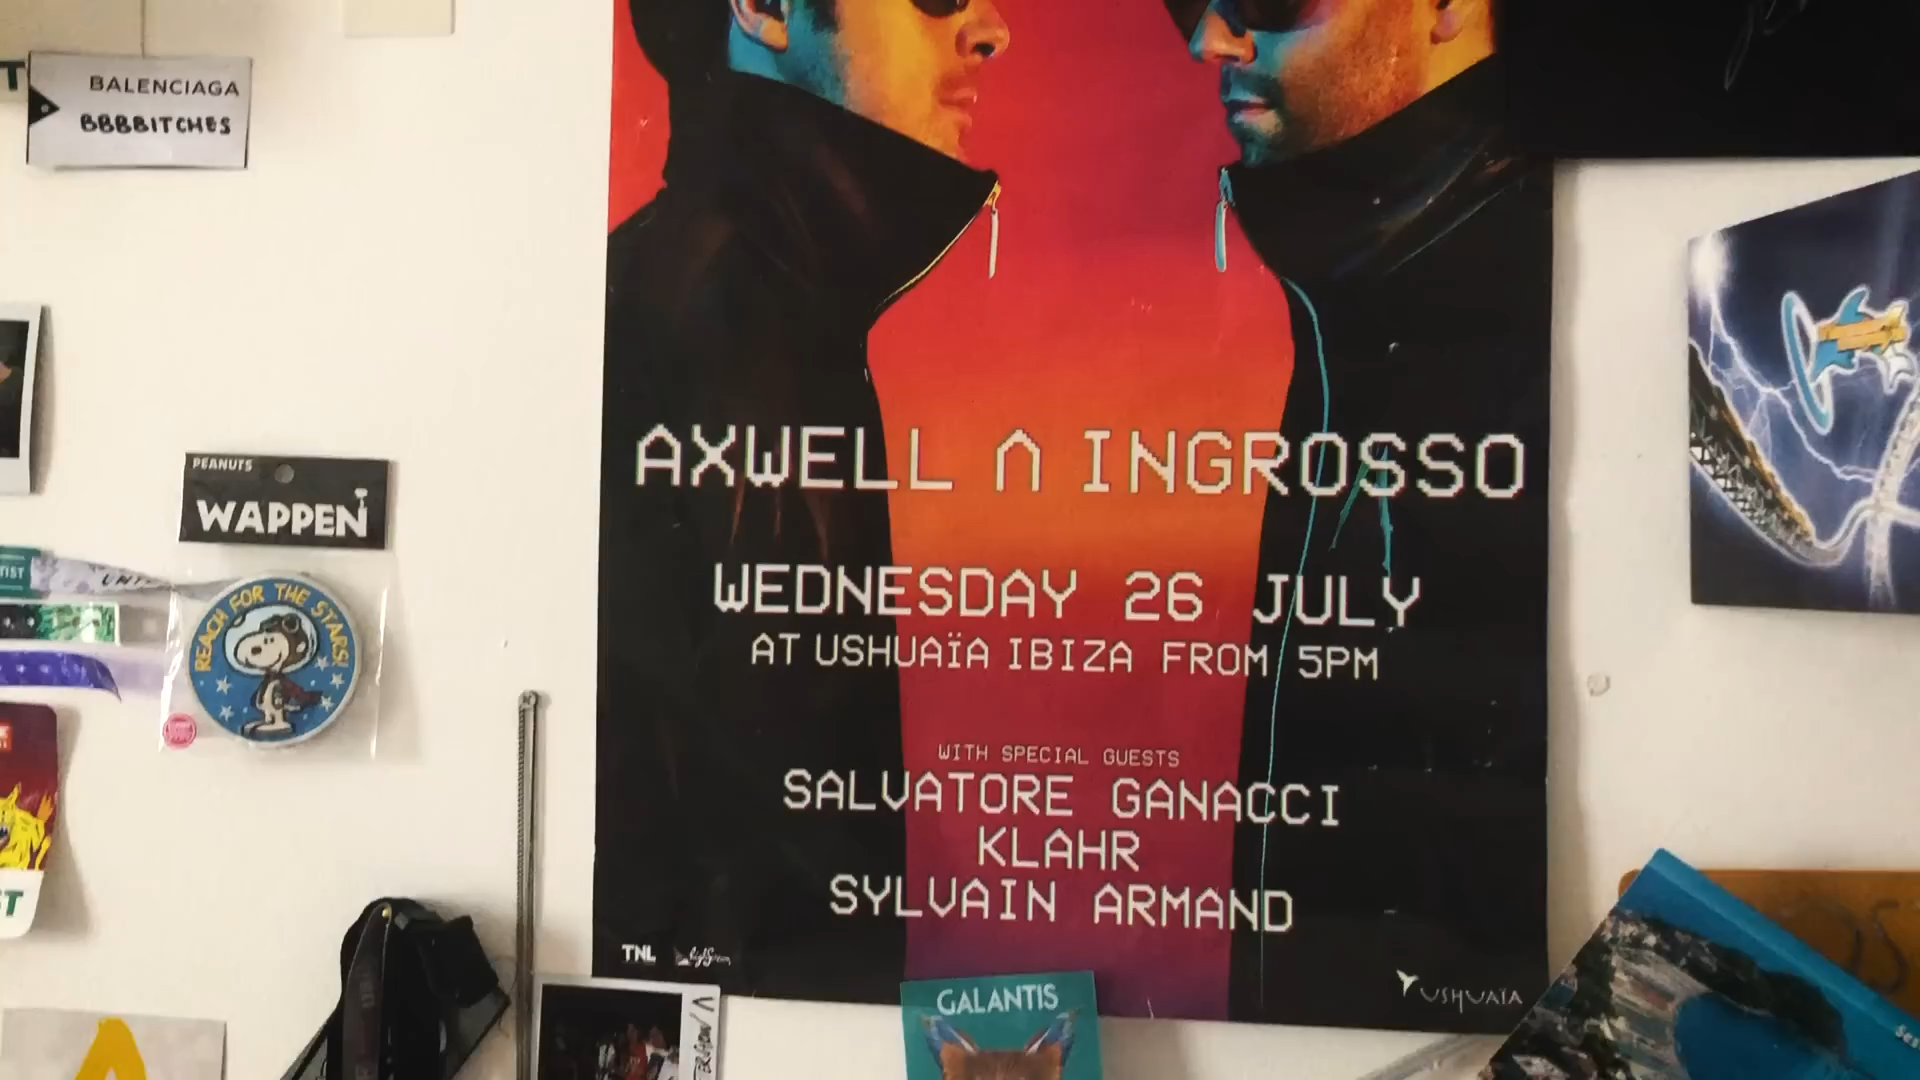 BALENCIAGA
BBBBITCHES
AXWELL Λ INGROSSO
WEDNESDAY 26 JULY
AT USHUAÏA IBIZA FROM 5PM
WITH SPECIAL GUESTS
SALVATORE GANACCI
KLAHR
SYLVAIN ARMAND
TNL
USHUAÏA
PEANUTS
WAPPEN
REACH FOR THE STARS!
GALANTIS